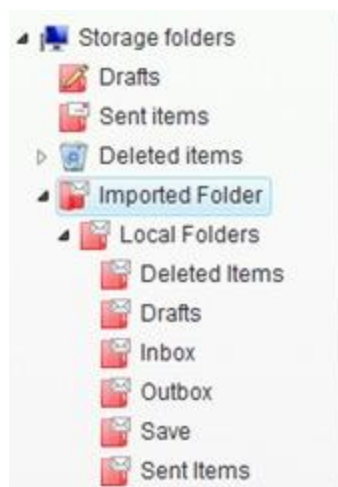 Storage folders
Drafts
Sent items
Deleted items
Imported Folder
Local Folders
Deleted Items
Drafts
Inbox
Outbox
Save
Sent Items